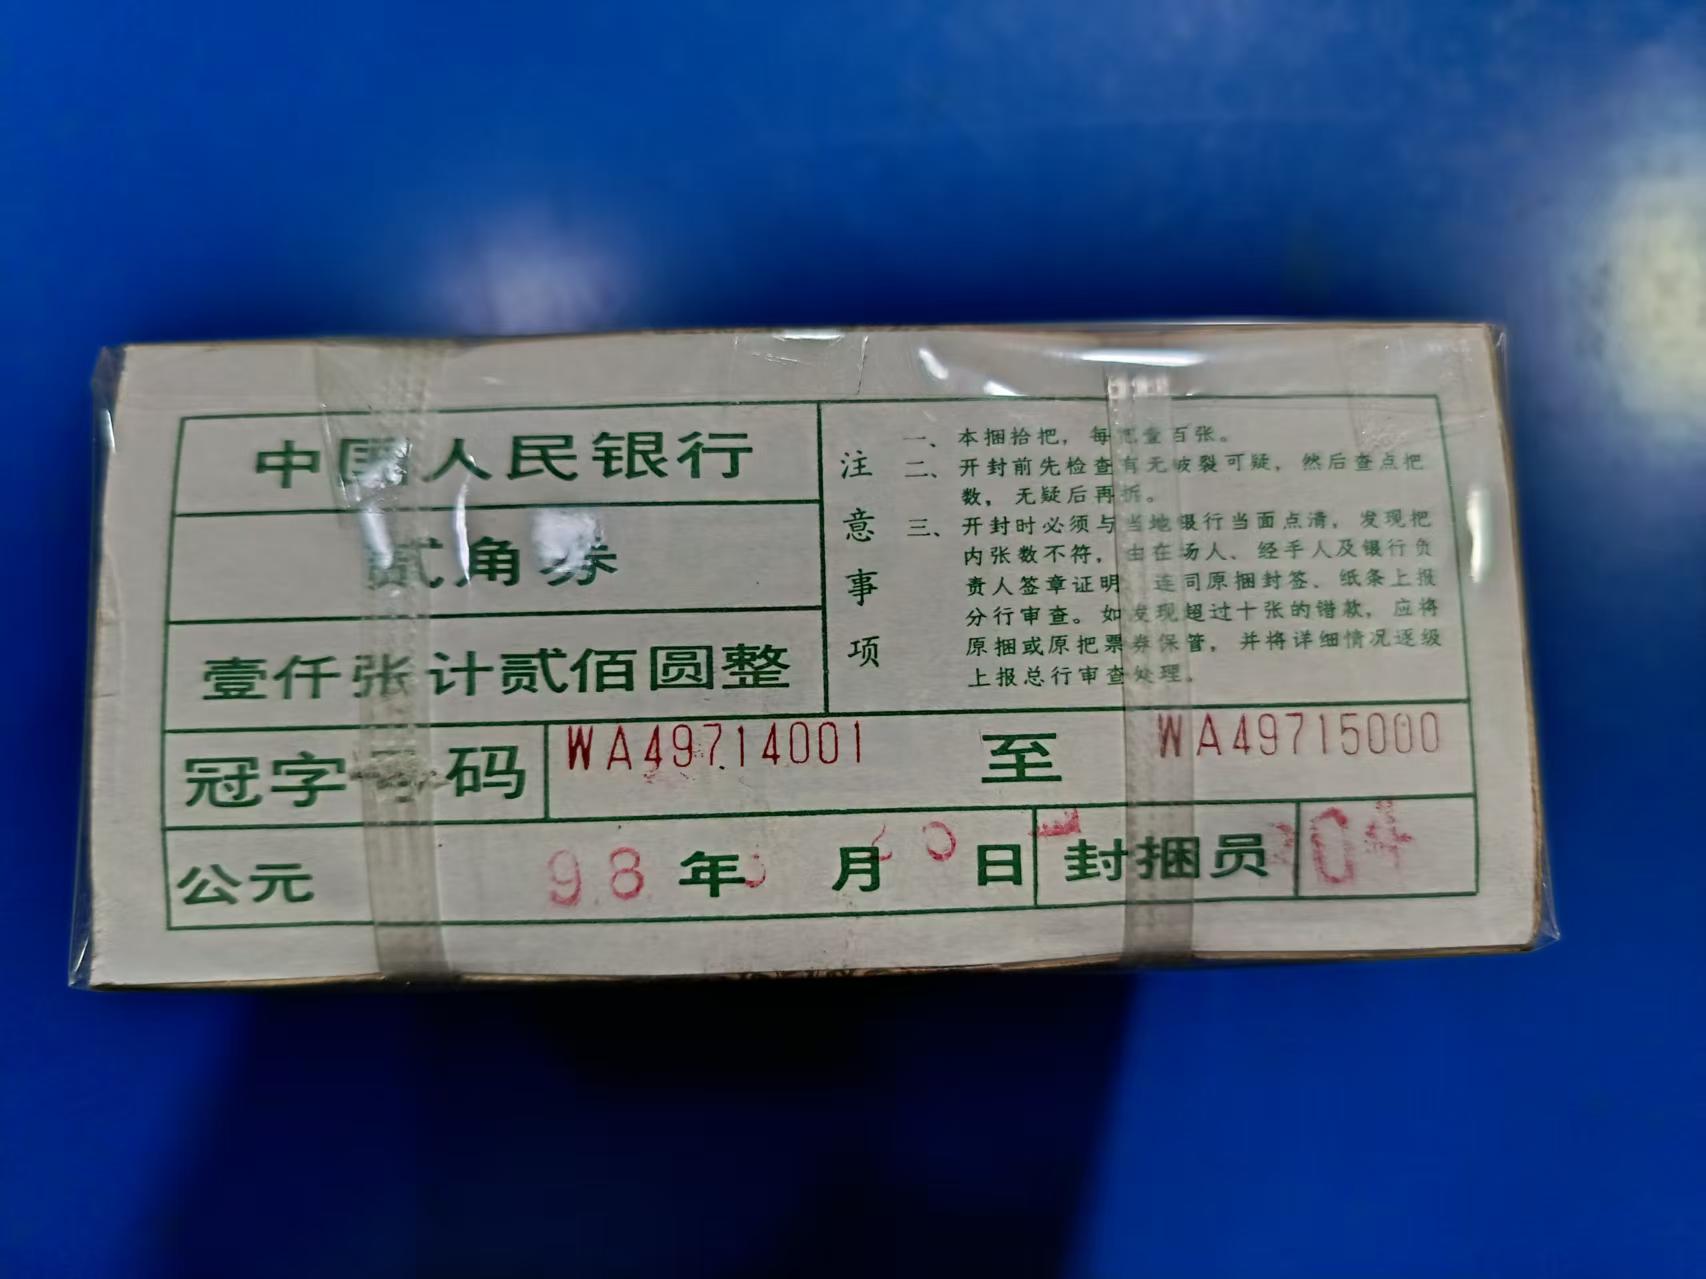 中国人民银行
贰角券
壹仟张计贰佰圆整
注意事项
一、本捆拾把，每把壹百张。
二、开封前先检查有无破裂可疑，然后查点把
数，无疑后再拆。
三、开封时必须与当地银行当面点清，发现把
内张数不符，由在场人、经手人及银行负
责人签章证明，连同原捆封签、纸条上报
分行审查。如发现超过十张的错款，应将
原捆或原把票券保管，并将详细情况逐级
上报总行审查处理。
冠字号码 WA49714001 至 WA49715000
公元 98 年 月 日 封捆员